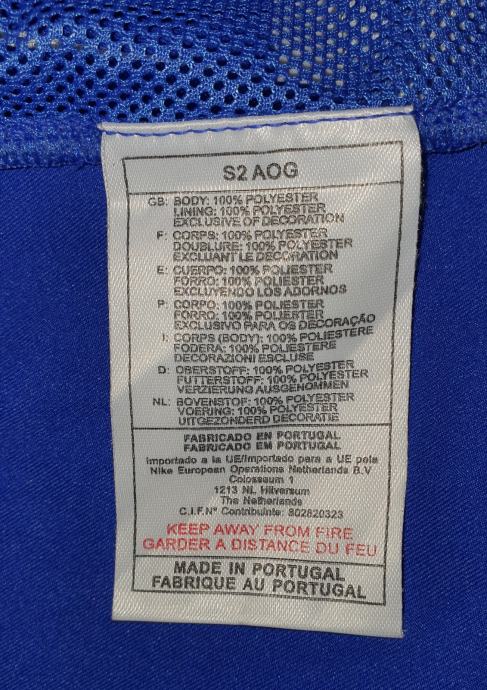 S2 AOG
GB: BODY: 100% POLYESTER
LINING: 100% POLYESTER
EXCLUSIVE OF DECORATION
F: CORPS: 100% POLYESTER
DOUBLURE: 100% POLYESTER
EXCLUANT LE DECORATION
E: CUERPO: 100% POLIESTER
FORRO: 100% POLIESTER
EXCLUYENDO LOS ADORNOS
P: CORPO: 100% POLIESTER
FORRO: 100% POLIESTER
EXCLUSIVO PARA OS DECORAÇÃO
I: CORPS (BODY): 100% POLIESTERE
FODERA: 100% POLIESTERE
DECORAZIONI ESCLUSE
D: OBERSTOFF: 100% POLYESTER
FUTTERSTOFF: 100% POLYESTER
VERZIERUNG AUSGENOMMEN
NL: BOVENSTOF: 100% POLYESTER
VOERING: 100% POLYESTER
UITGEZONDERD DECORATIE
FABRICADO EN PORTUGAL
FABRICADO EM PORTUGAL
Importado a la UE/Importado para a UE pela
Nike European Operations Netherlands B.V
Colosseum 1
1213 NL Hilversum
The Netherlands
C.I.F.Nº Contribuinte: 802820323
KEEP AWAY FROM FIRE
GARDER A DISTANCE DU FEU
MADE IN PORTUGAL
FABRIQUE AU PORTUGAL